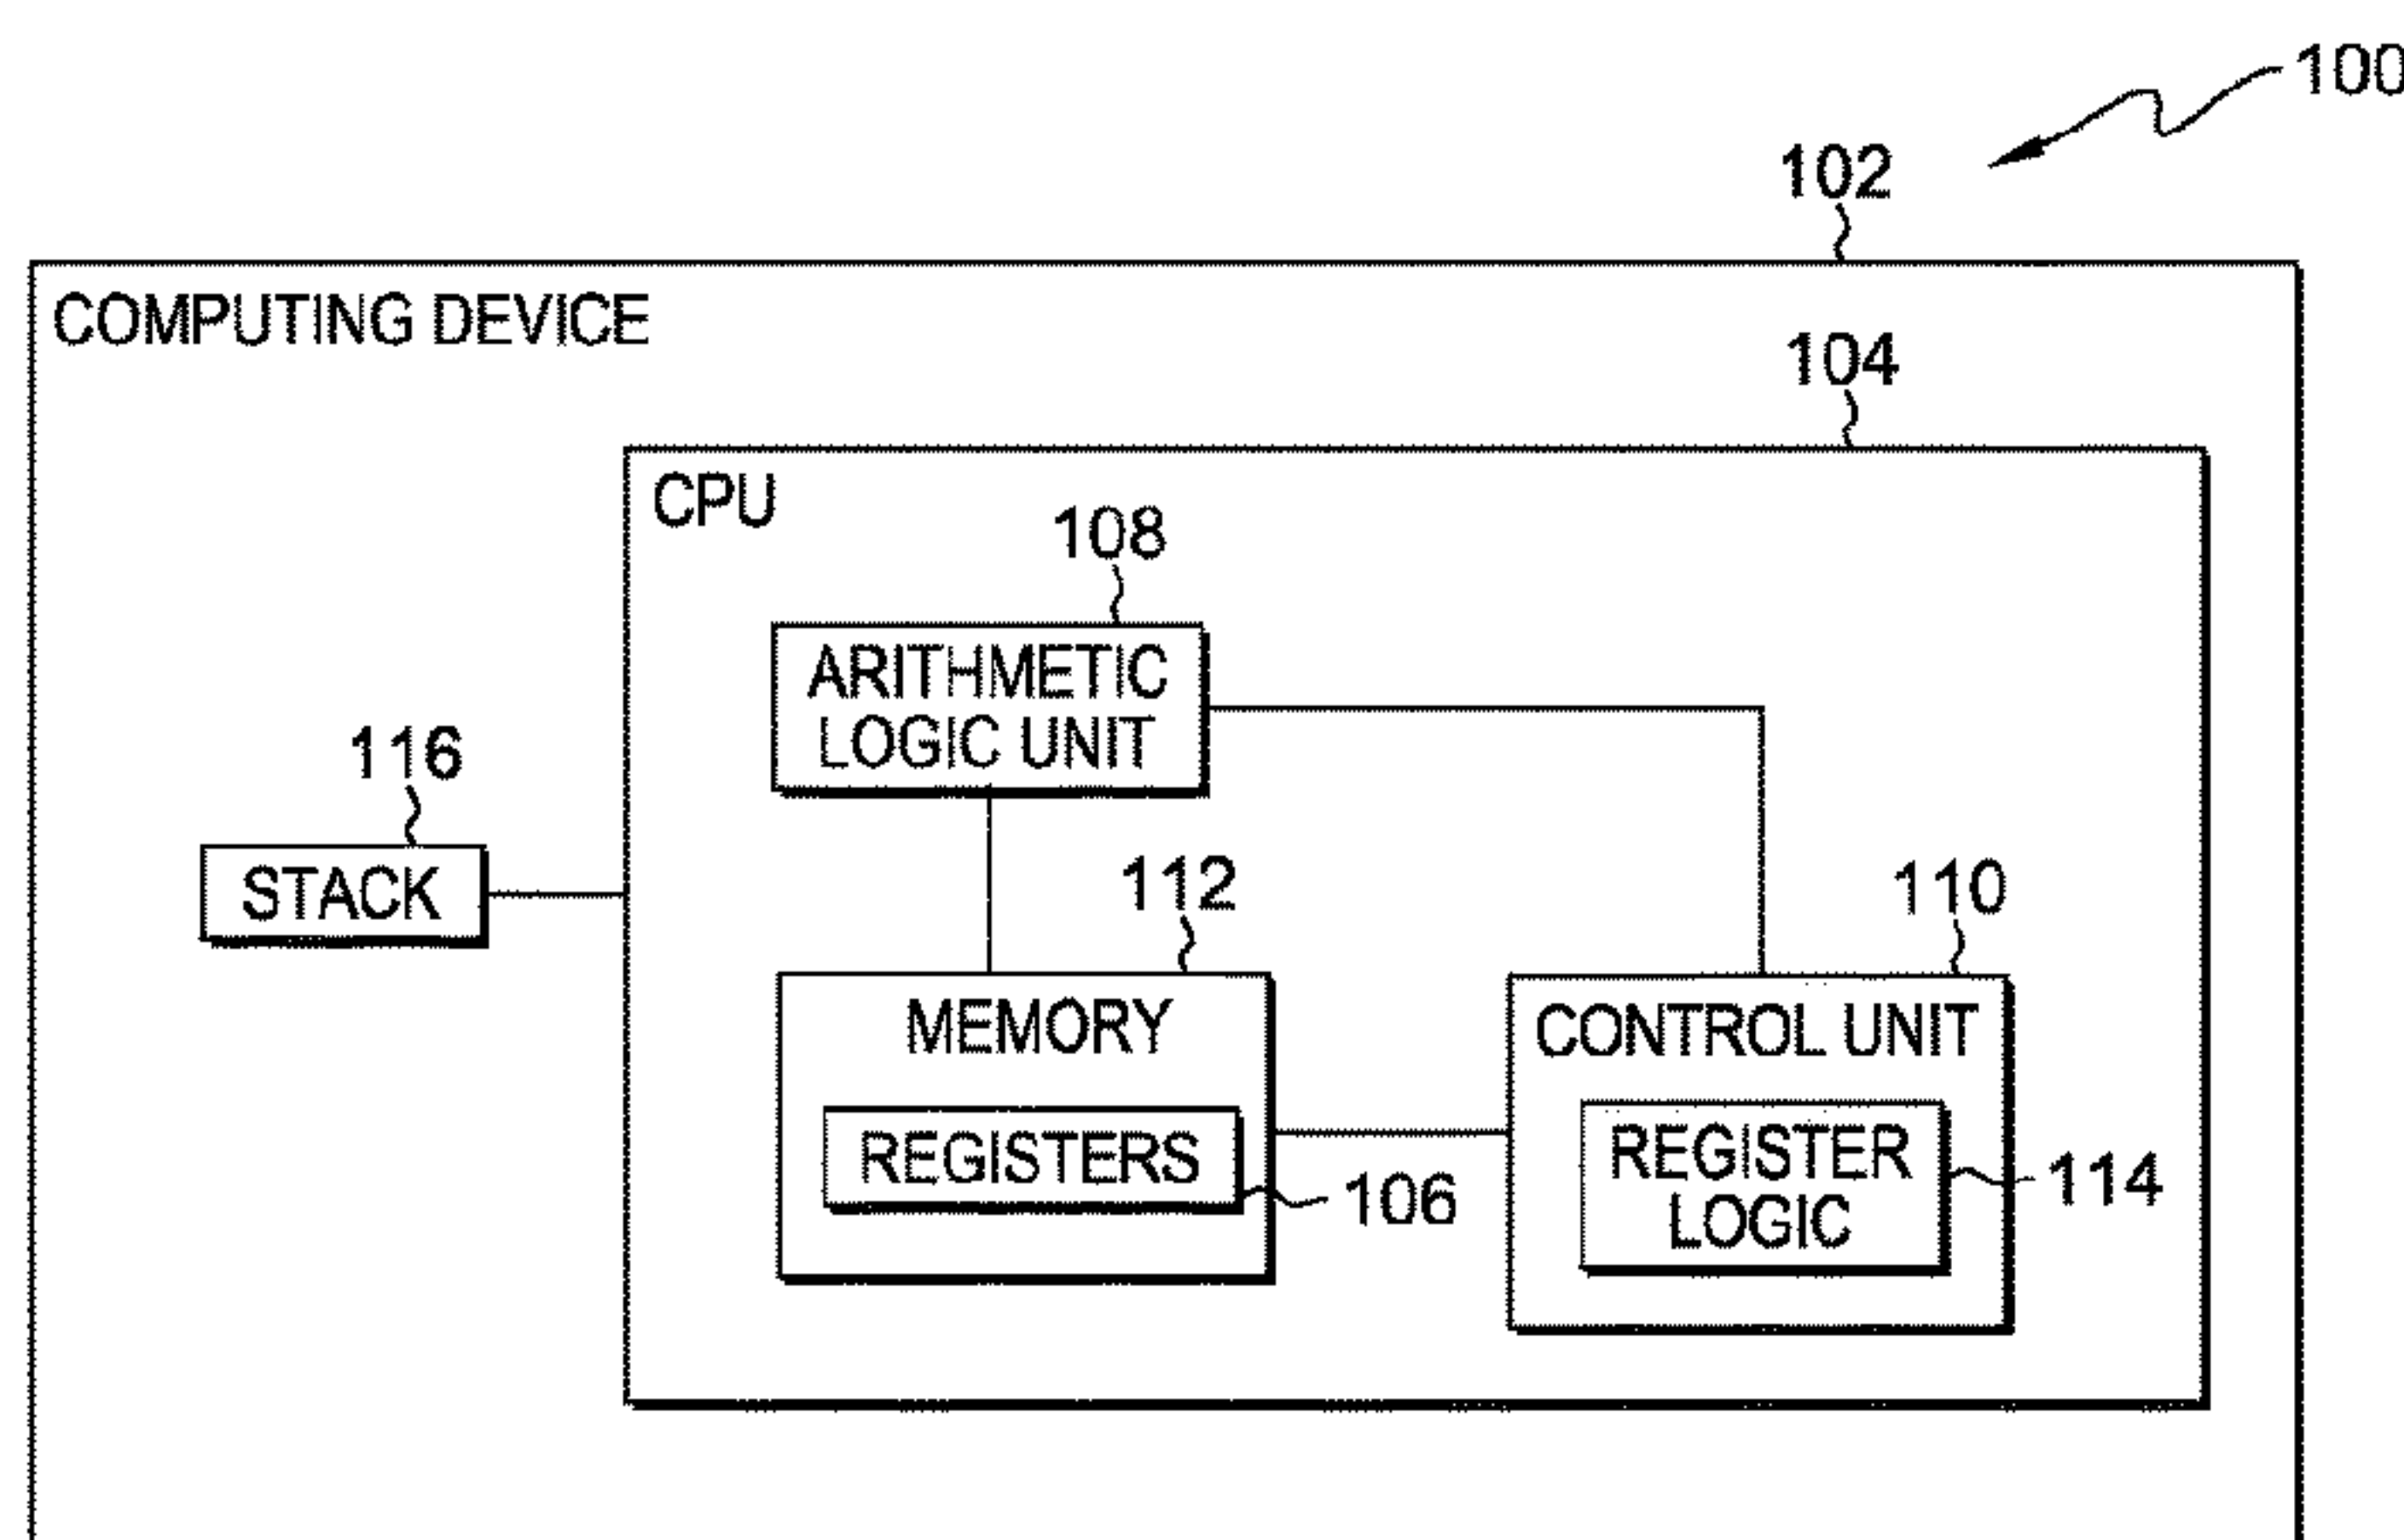 100
102
COMPUTING DEVICE
104
CPU
108
ARITHMETIC
LOGIC UNIT
116
STACK
112
110
MEMORY
CONTROL UNIT
REGISTERS
106
REGISTER
LOGIC
114